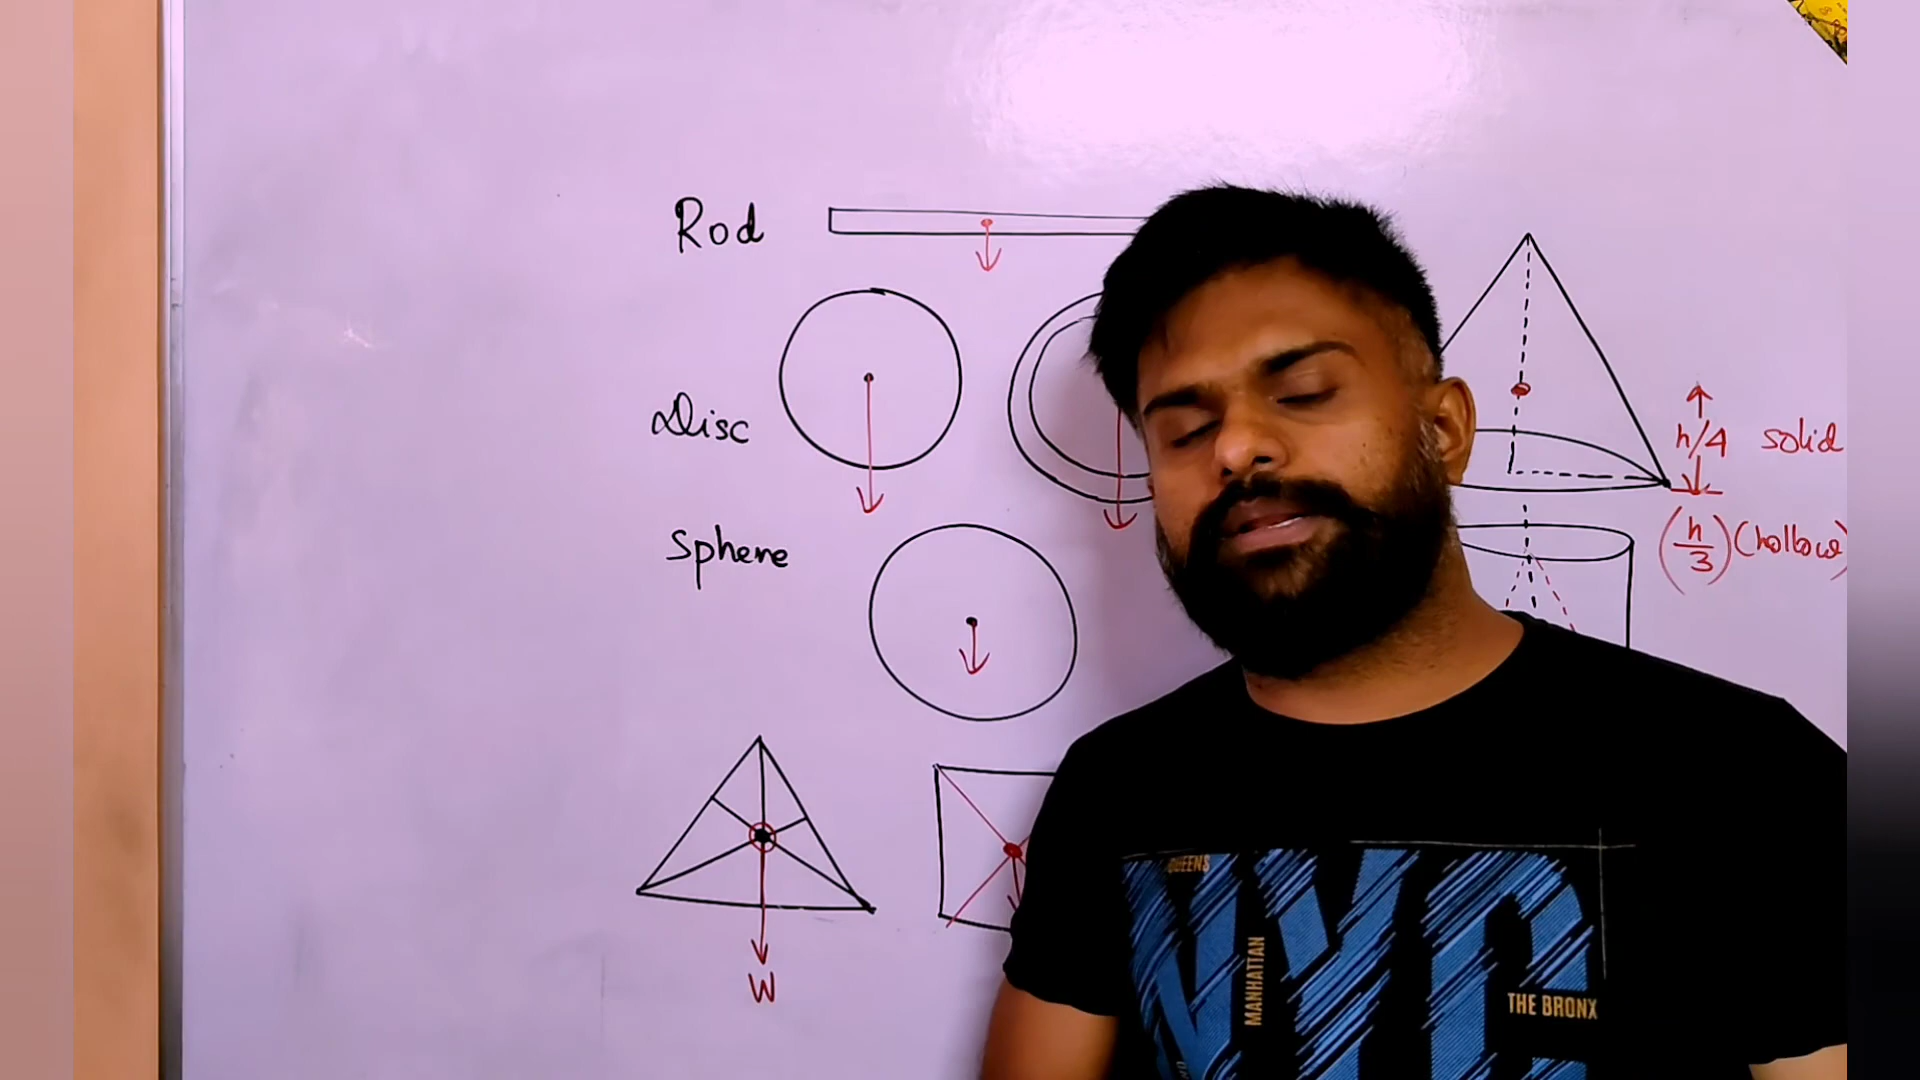 Rod
Disc
Sphere
W
h/4 solid
(h/3) (hollow)
QUEENS
MANHATTAN
NYC
THE BRONX